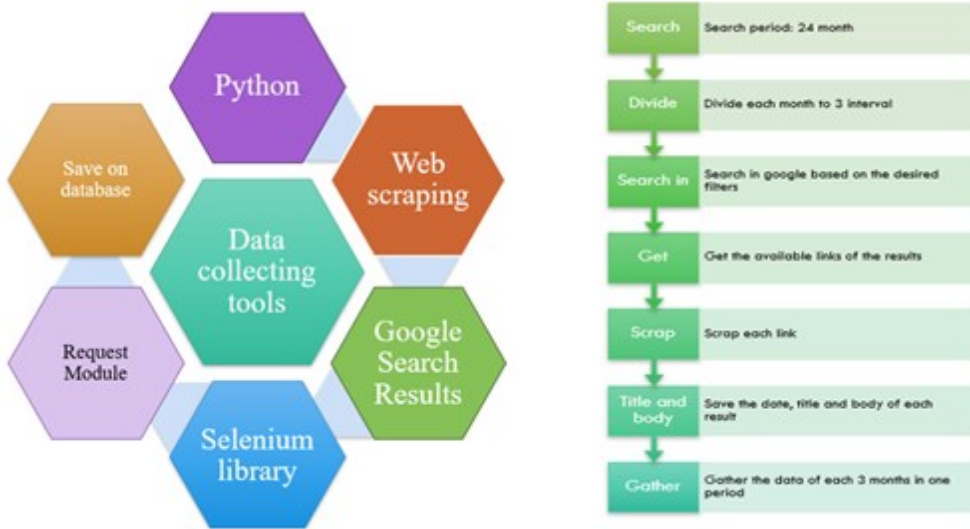 Python
Web
scraping
Save on
database
Data
collecting
tools
Google
Search
Results
Request
Module
Selenium
library
Search
Search period: 24 month
Divide
Divide each month to 3 interval
Search in
Search in google based on the desired
filters
Get
Get the available links of the results
Scrap
Scrap each link
Title and
body
Save the date, title and body of each
result
Gather
Gather the data of each 3 months in one
period